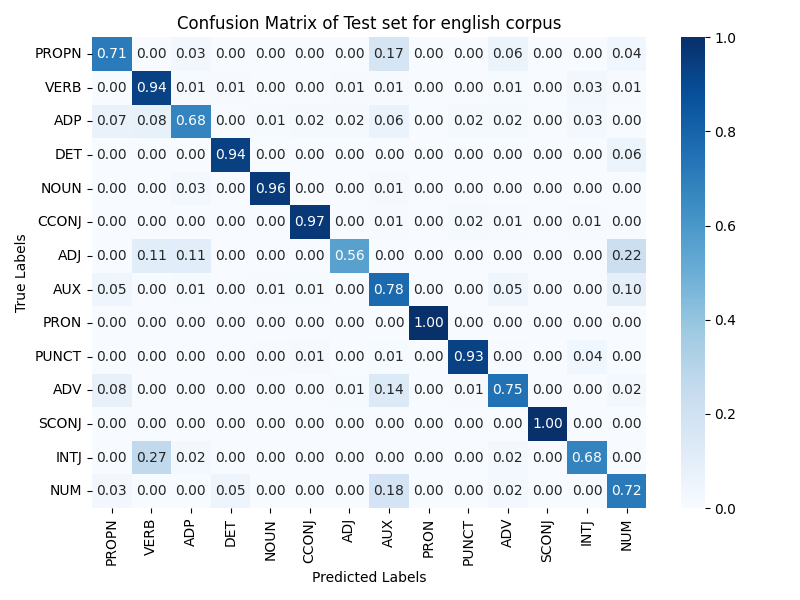 Confusion Matrix of Test set for english corpus
True Labels
PROPN 0.71 0.00 0.03 0.00 0.00 0.00 0.00 0.17 0.00 0.00 0.06 0.00 0.00 0.04
VERB 0.00 0.94 0.01 0.01 0.00 0.00 0.01 0.01 0.00 0.00 0.01 0.00 0.03 0.01
ADP 0.07 0.08 0.68 0.00 0.01 0.02 0.02 0.06 0.00 0.02 0.02 0.00 0.03 0.00
DET 0.00 0.00 0.00 0.94 0.00 0.00 0.00 0.00 0.00 0.00 0.00 0.00 0.00 0.06
NOUN 0.00 0.00 0.03 0.00 0.96 0.00 0.00 0.01 0.00 0.00 0.00 0.00 0.00 0.00
CCONJ 0.00 0.00 0.00 0.00 0.00 0.97 0.00 0.01 0.00 0.02 0.01 0.00 0.01 0.00
ADJ 0.00 0.11 0.11 0.00 0.00 0.00 0.56 0.00 0.00 0.00 0.00 0.00 0.00 0.22
AUX 0.05 0.00 0.01 0.00 0.01 0.01 0.00 0.78 0.00 0.00 0.05 0.00 0.00 0.10
PRON 0.00 0.00 0.00 0.00 0.00 0.00 0.00 0.00 1.00 0.00 0.00 0.00 0.00 0.00
PUNCT 0.00 0.00 0.00 0.00 0.00 0.01 0.00 0.01 0.00 0.93 0.00 0.00 0.04 0.00
ADV 0.08 0.00 0.00 0.00 0.00 0.00 0.01 0.14 0.00 0.01 0.75 0.00 0.00 0.02
SCONJ 0.00 0.00 0.00 0.00 0.00 0.00 0.00 0.00 0.00 0.00 0.00 1.00 0.00 0.00
INTJ 0.00 0.27 0.02 0.00 0.00 0.00 0.00 0.00 0.00 0.00 0.02 0.00 0.68 0.00
NUM 0.03 0.00 0.00 0.05 0.00 0.00 0.00 0.18 0.00 0.00 0.02 0.00 0.00 0.72
PROPN VERB ADP DET NOUN CCONJ ADJ AUX PRON PUNCT ADV SCONJ INTJ NUM
Predicted Labels
1.0
0.8
0.6
0.4
0.2
0.0